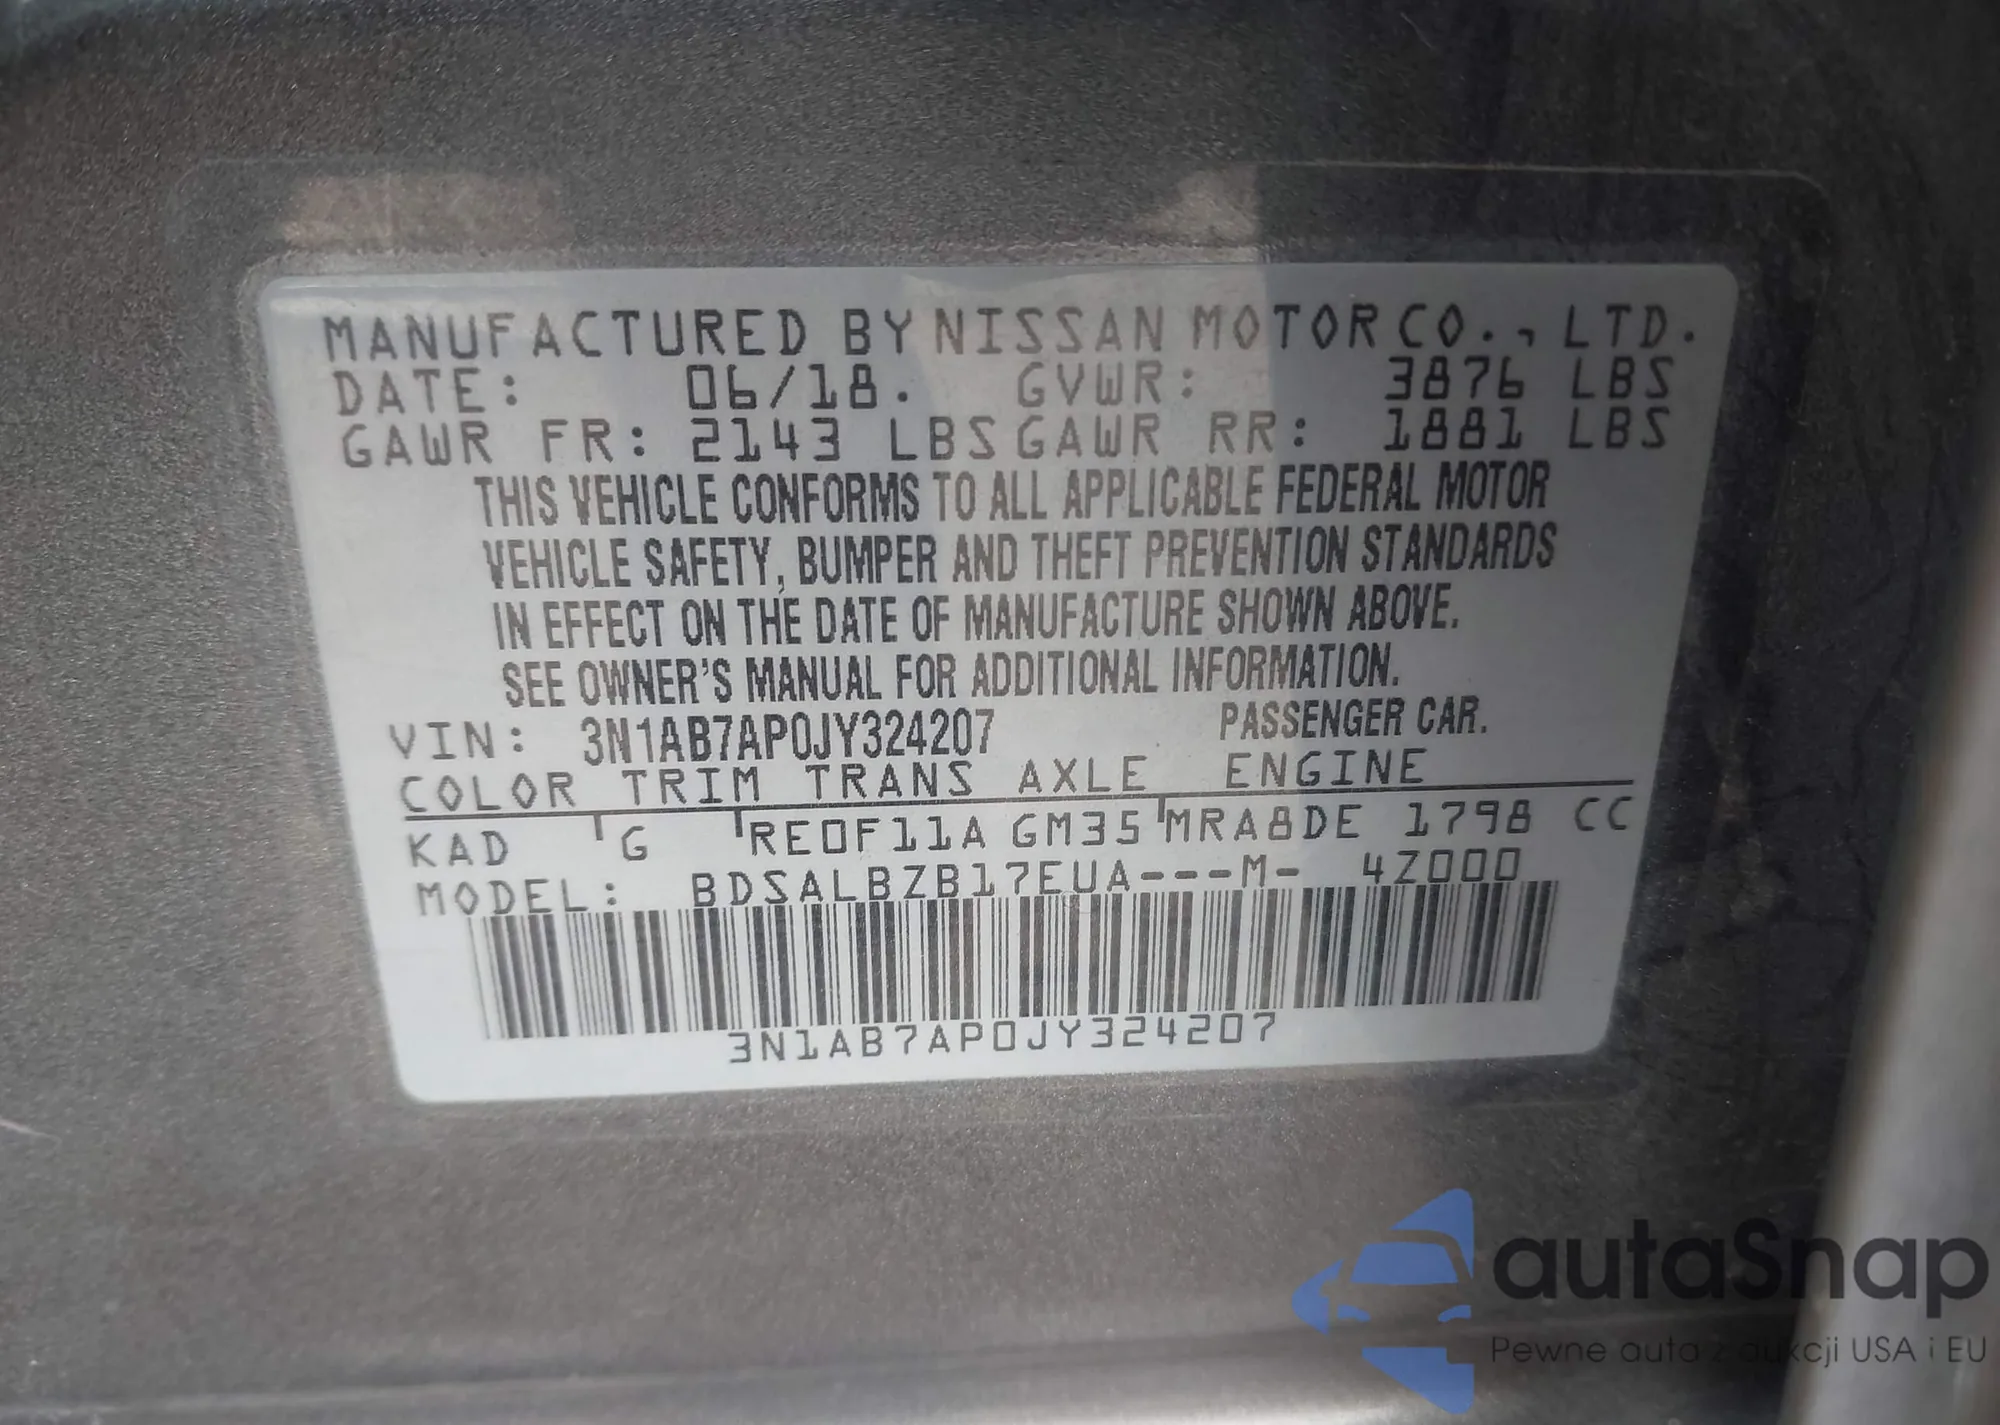 MANUFACTURED BY NISSAN MOTOR CO., LTD.
DATE: 06/18. GVWR: 3876 LBS
GAWR FR: 2143 LBS GAWR RR: 1881 LBS
THIS VEHICLE CONFORMS TO ALL APPLICABLE FEDERAL MOTOR
VEHICLE SAFETY, BUMPER AND THEFT PREVENTION STANDARDS
IN EFFECT ON THE DATE OF MANUFACTURE SHOWN ABOVE.
SEE OWNER'S MANUAL FOR ADDITIONAL INFORMATION.
VIN: 3N1AB7AP0JY324207 PASSENGER CAR.
COLOR TRIM TRANS AXLE ENGINE
KAD G RE0F11A GM35 MRA8DE 1798 CC
MODEL: BDSALBZB17EUA---M- 4Z000
3N1AB7AP0JY324207
autaSnap
Pewne auta z aukcji USA i EU